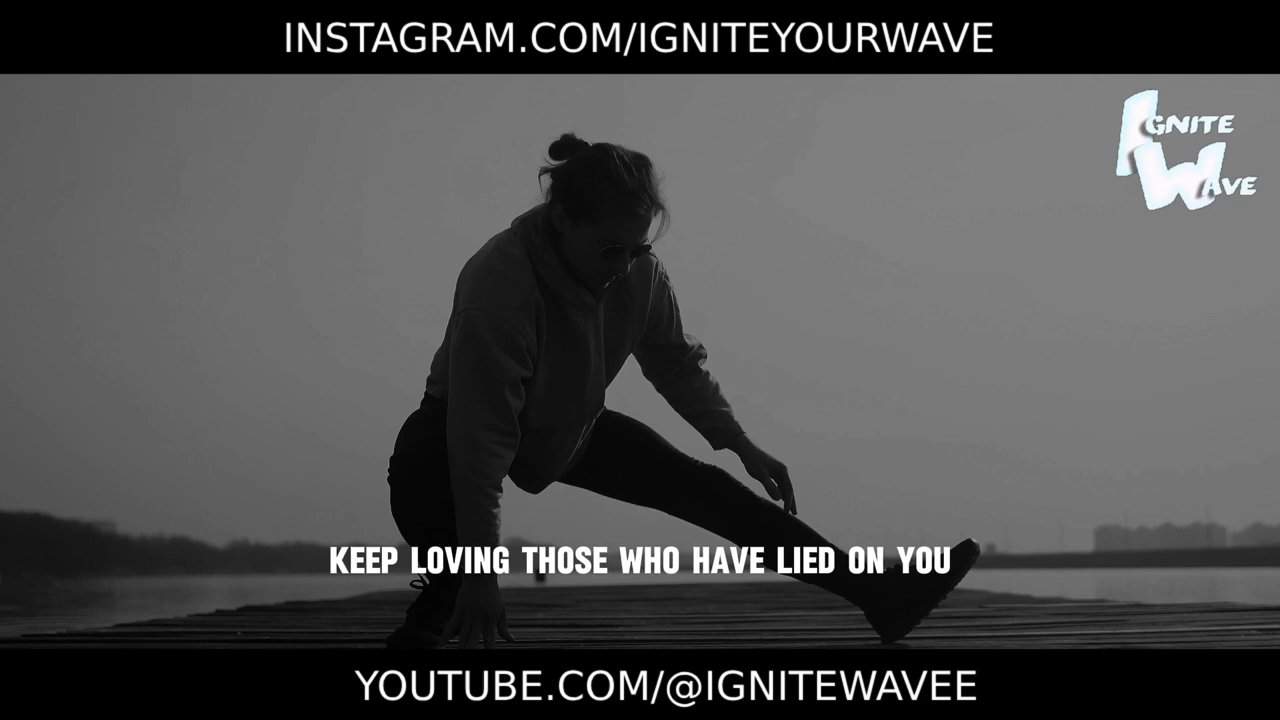 INSTAGRAM.COM/IGNITEYOURWAVE
IGNITE
WAVE
KEEP LOVING THOSE WHO HAVE LIED ON YOU
YOUTUBE.COM/@IGNITEWAVEE